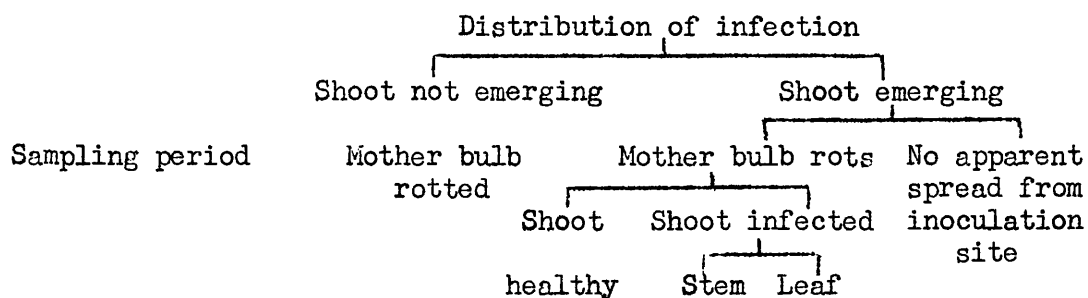 Distribution of infection
Shoot not emerging Shoot emerging
Sampling period Mother bulb Mother bulb rots No apparent
rotted spread from
Shoot Shoot infected inoculation
site
healthy Stem Leaf